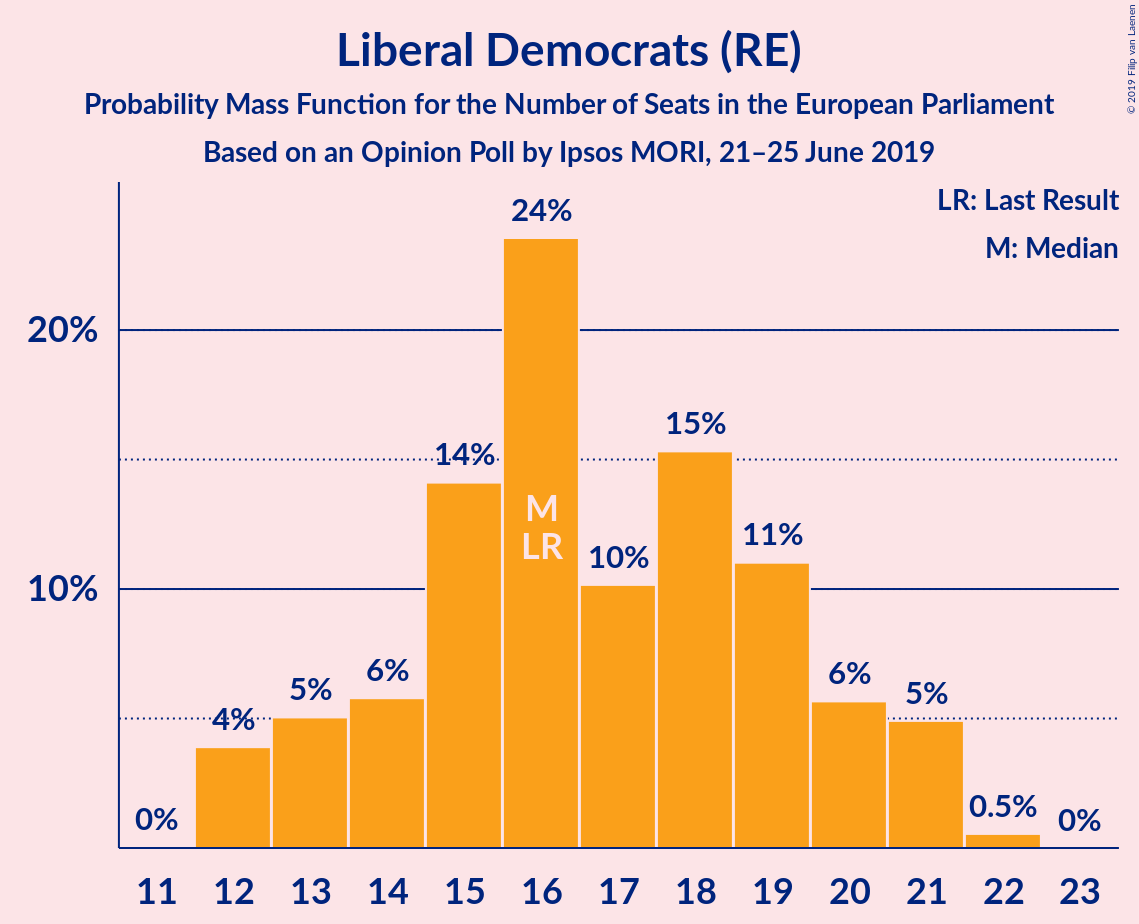 Liberal Democrats (RE)
Probability Mass Function for the Number of Seats in the European Parliament
Based on an Opinion Poll by Ipsos MORI, 21–25 June 2019
© 2019 Filip van Laenen
LR: Last Result
M: Median
20%
10%
0%
4%
5%
6%
14%
24%
10%
15%
11%
6%
5%
0.5%
0%
M
LR
11 12 13 14 15 16 17 18 19 20 21 22 23